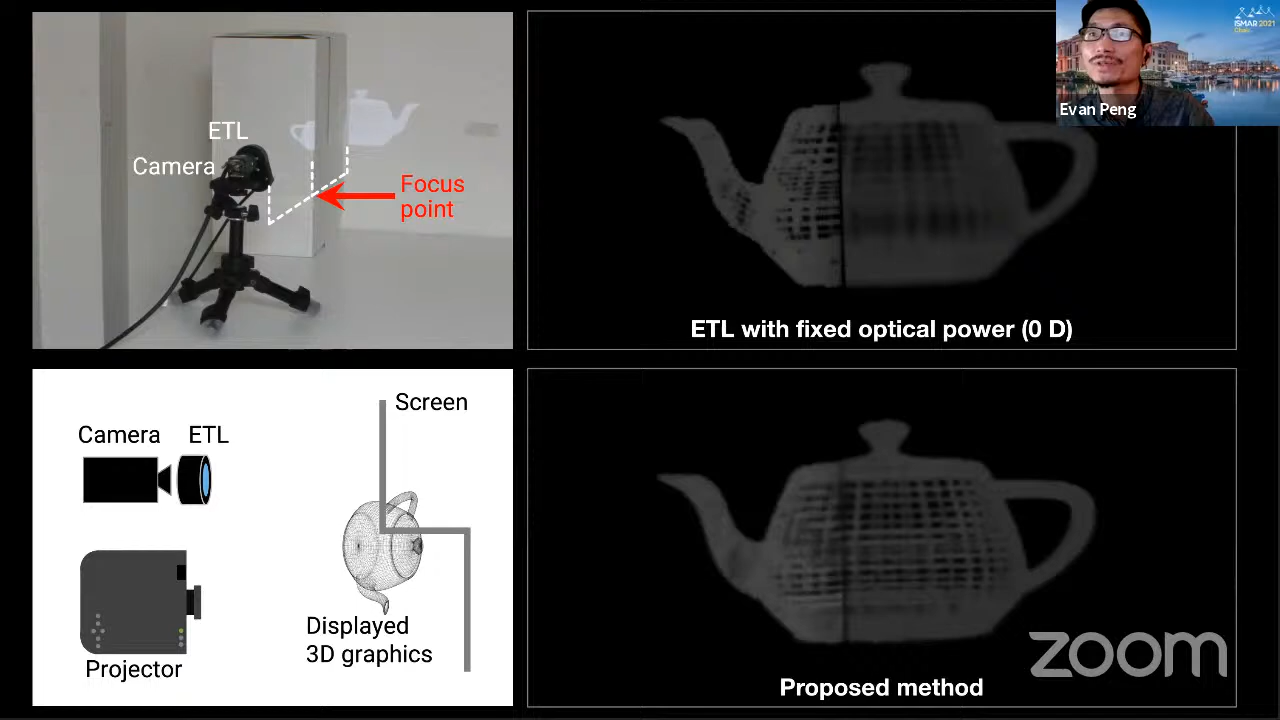 ETL
Camera
Focus
point
ETL with fixed optical power (0 D)
ISMAR 2021
Evan Peng
Camera
ETL
Screen
Displayed
3D graphics
Projector
Proposed method
zoom